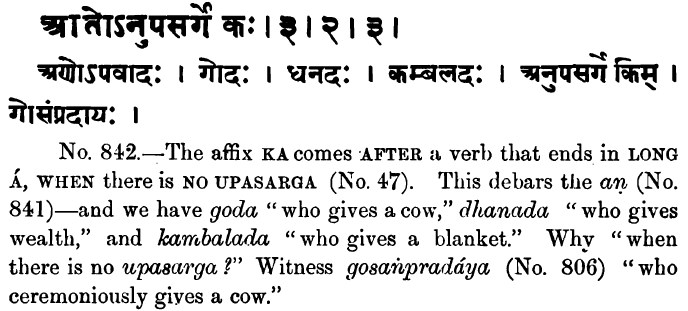 आतोऽनुपसर्गे कः । ३ । २ । ३ ।
अणोऽपवादः । गोदः । धनदः । कम्बलदः । अनुपसर्गे किम् ।
गोसंप्रदायः ।
No. 842.—The affix KA comes AFTER a verb that ends in LONG
Á, WHEN there is NO UPASARGA (No. 47). This debars the aṇ (No.
841)—and we have goda “who gives a cow,” dhanada “who gives
wealth,” and kambalada “who gives a blanket.” Why “when
there is no upasarga?” Witness gosaṅpradáya (No. 806) “who
ceremoniously gives a cow.”